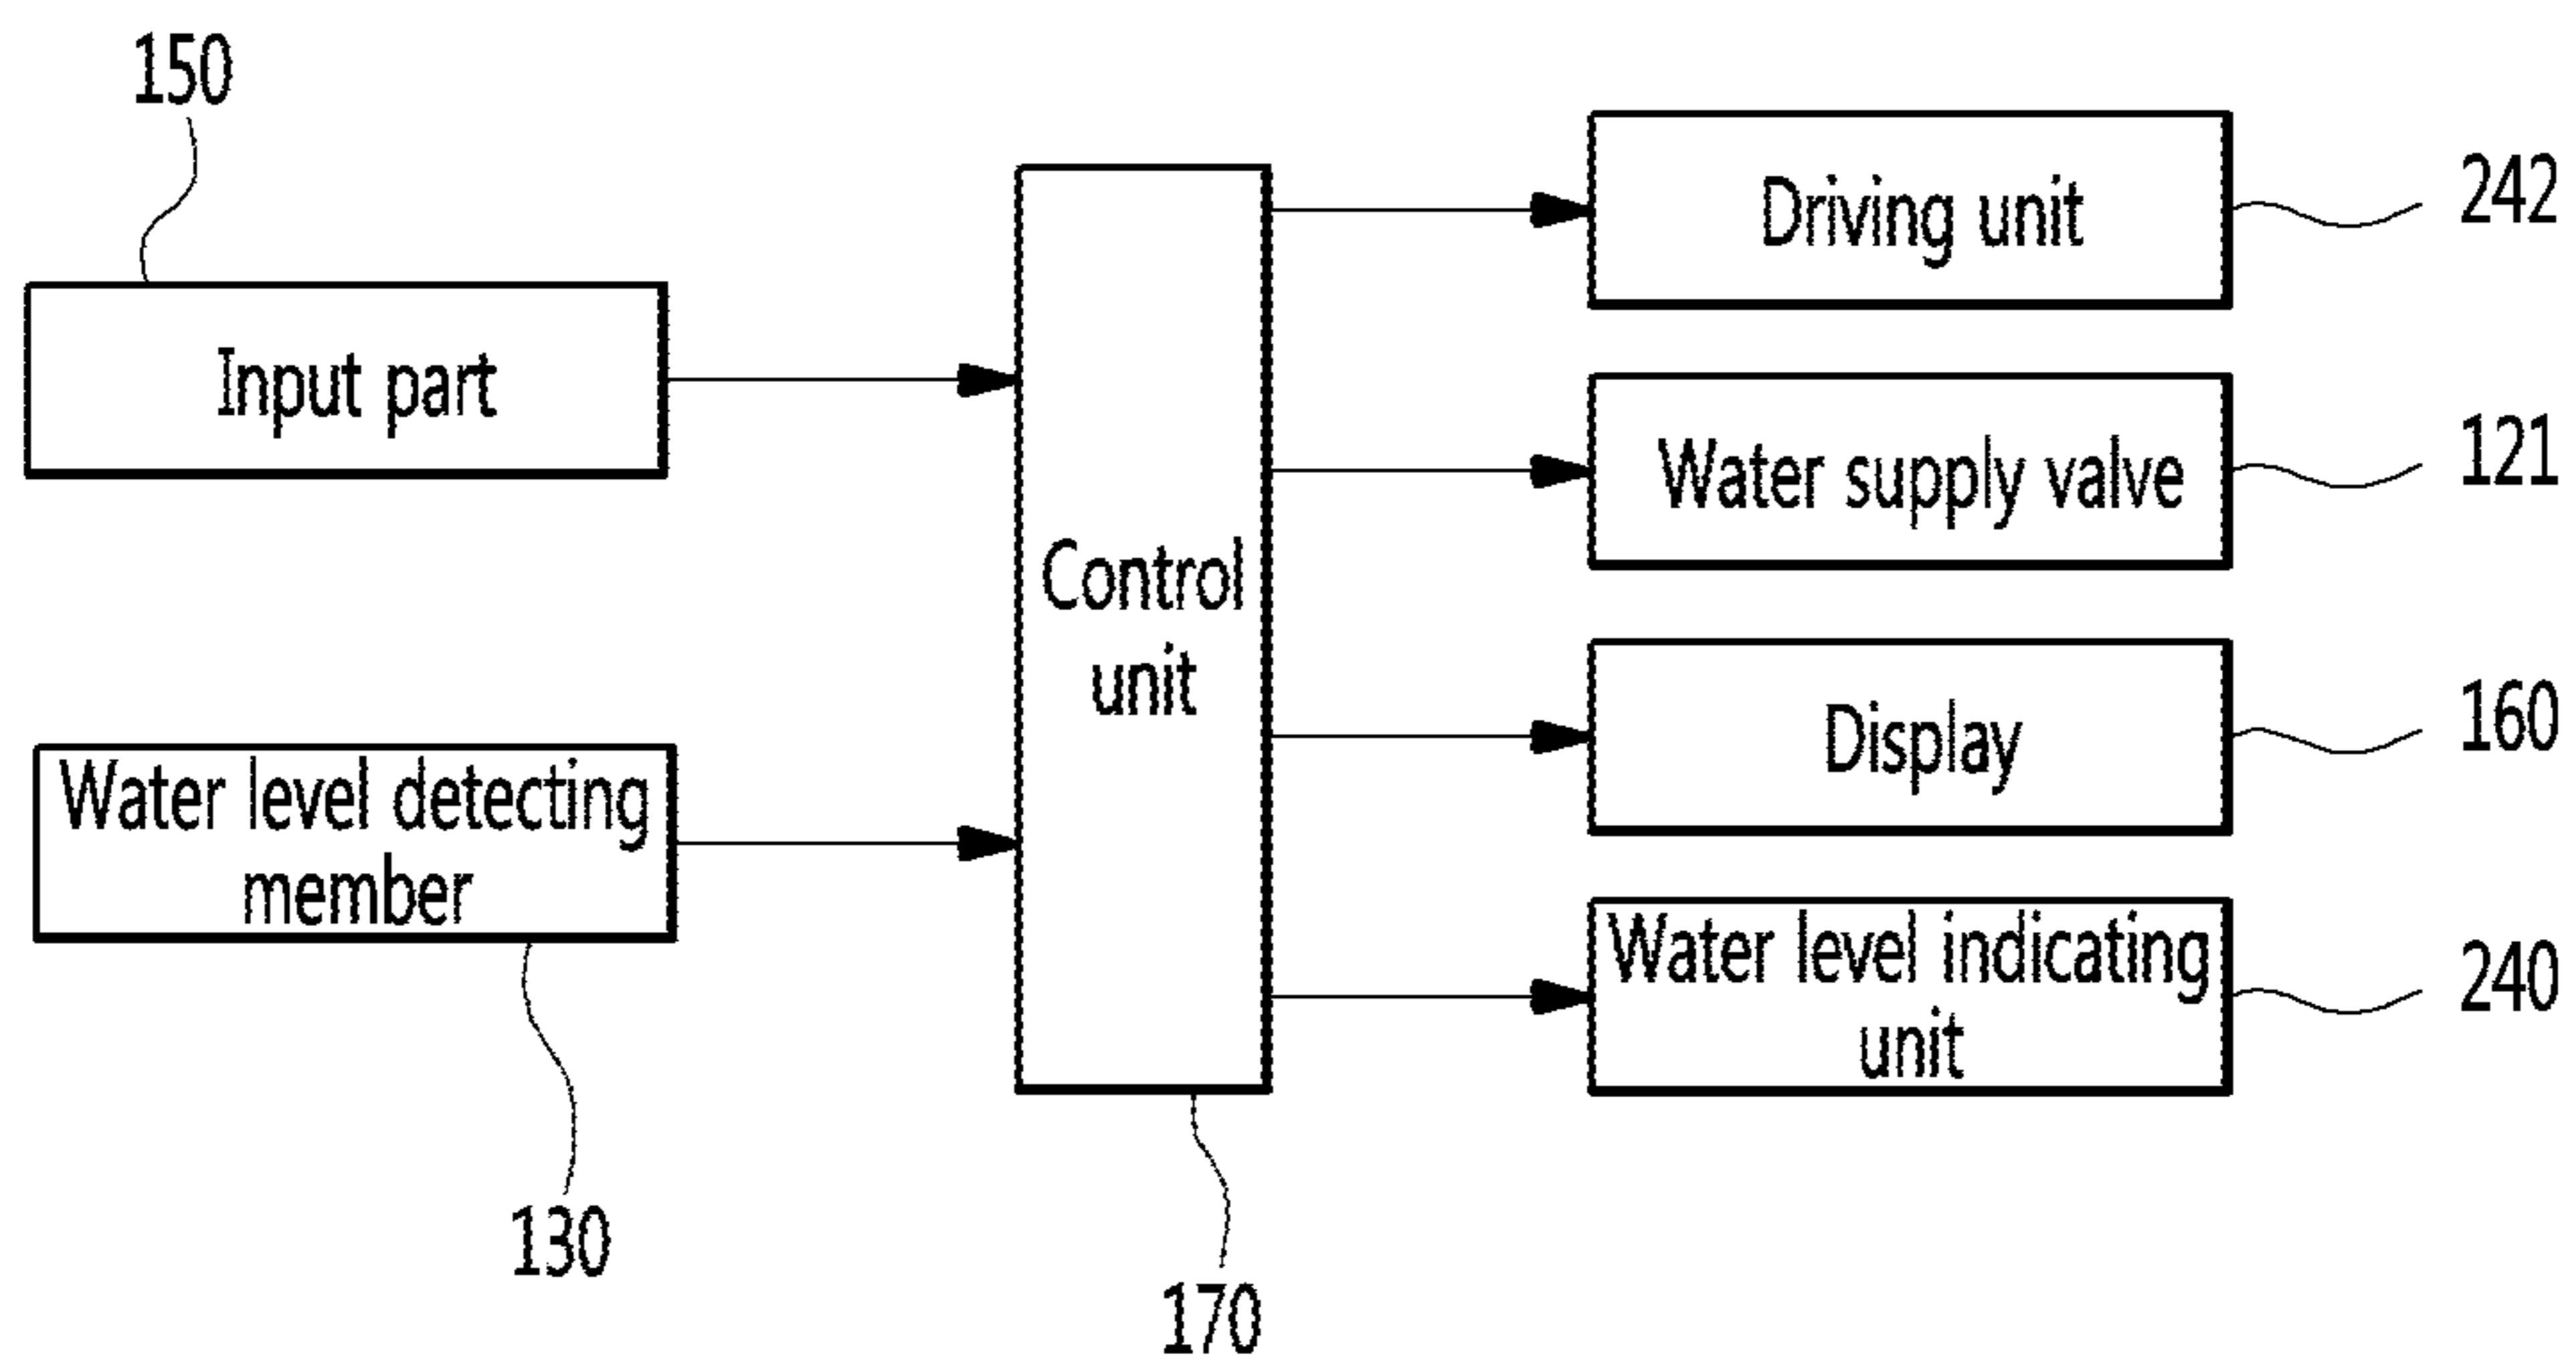 150
Input part
Water level detecting
member
130
Control
unit
170
Driving unit
242
Water supply valve
121
Display
160
Water level indicating
unit
240